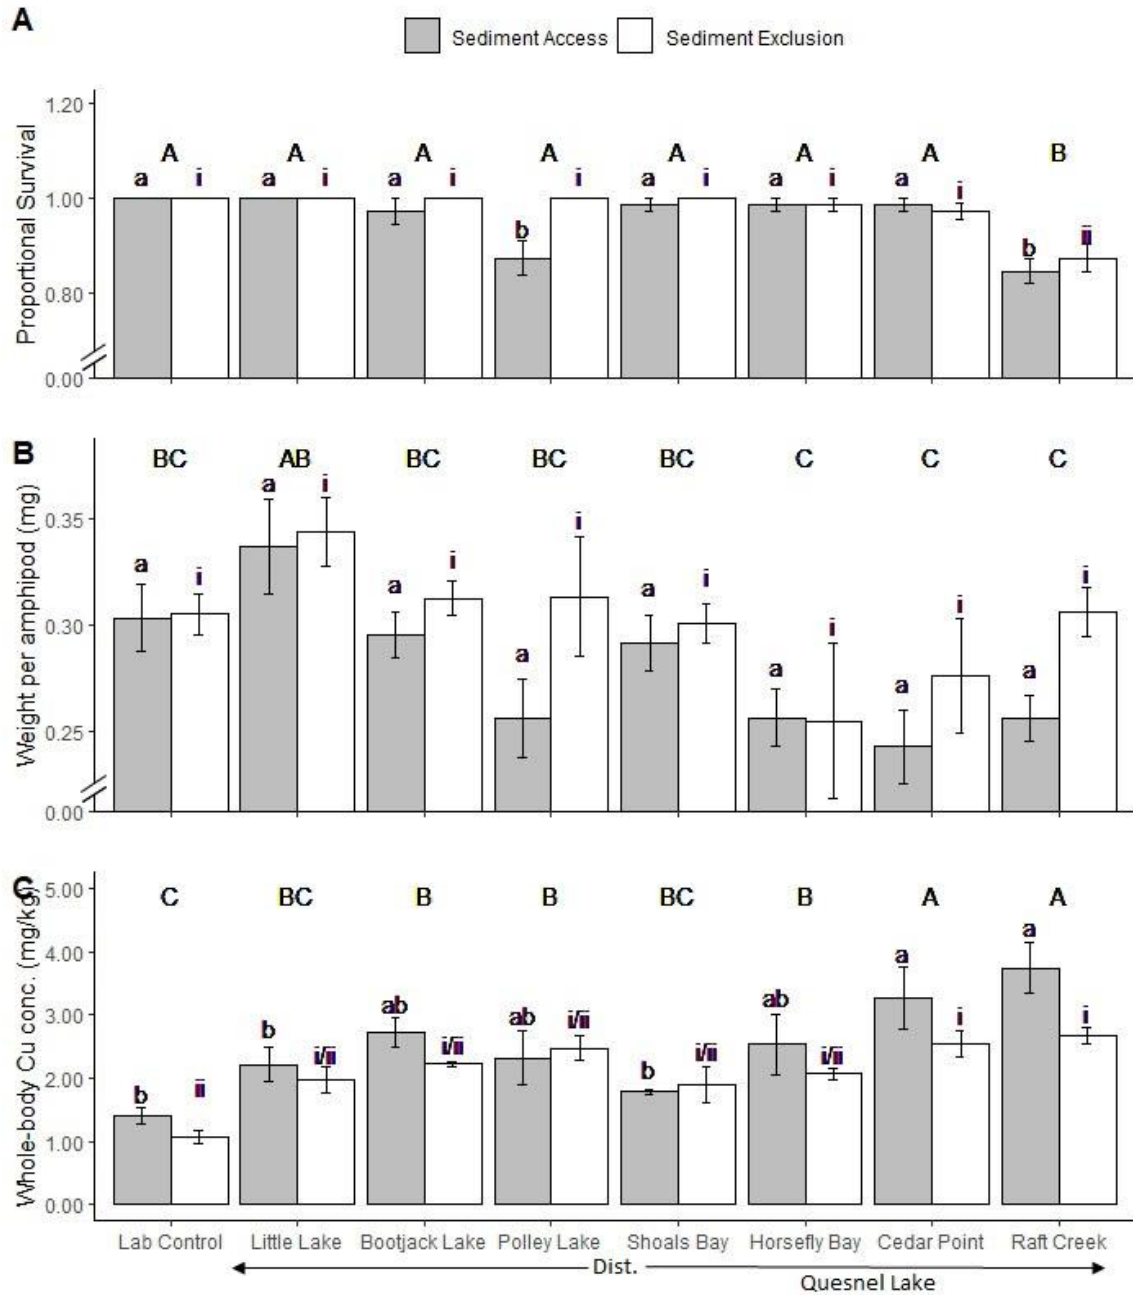 A
Sediment Access Sediment Exclusion
Proportional Survival
1.20
1.00
0.80
0.00
A A A A A A A B
a i a i a i b i a i a i a i b ii
B
Weight per amphipod (mg)
0.35
0.30
0.25
0.00
BC AB BC BC BC C C C
a i a i a i a i a i a i a i a i
C
Whole-body Cu conc. (mg/kg)
5.00
4.00
3.00
2.00
1.00
0.00
C BC B B BC B A A
b ii b i/ii ab i/ii ab i/ii b i/ii ab i/ii a i a i
Lab Control Little Lake Bootjack Lake Polley Lake Shoals Bay Horsefly Bay Cedar Point Raft Creek
Dist.
Quesnel Lake